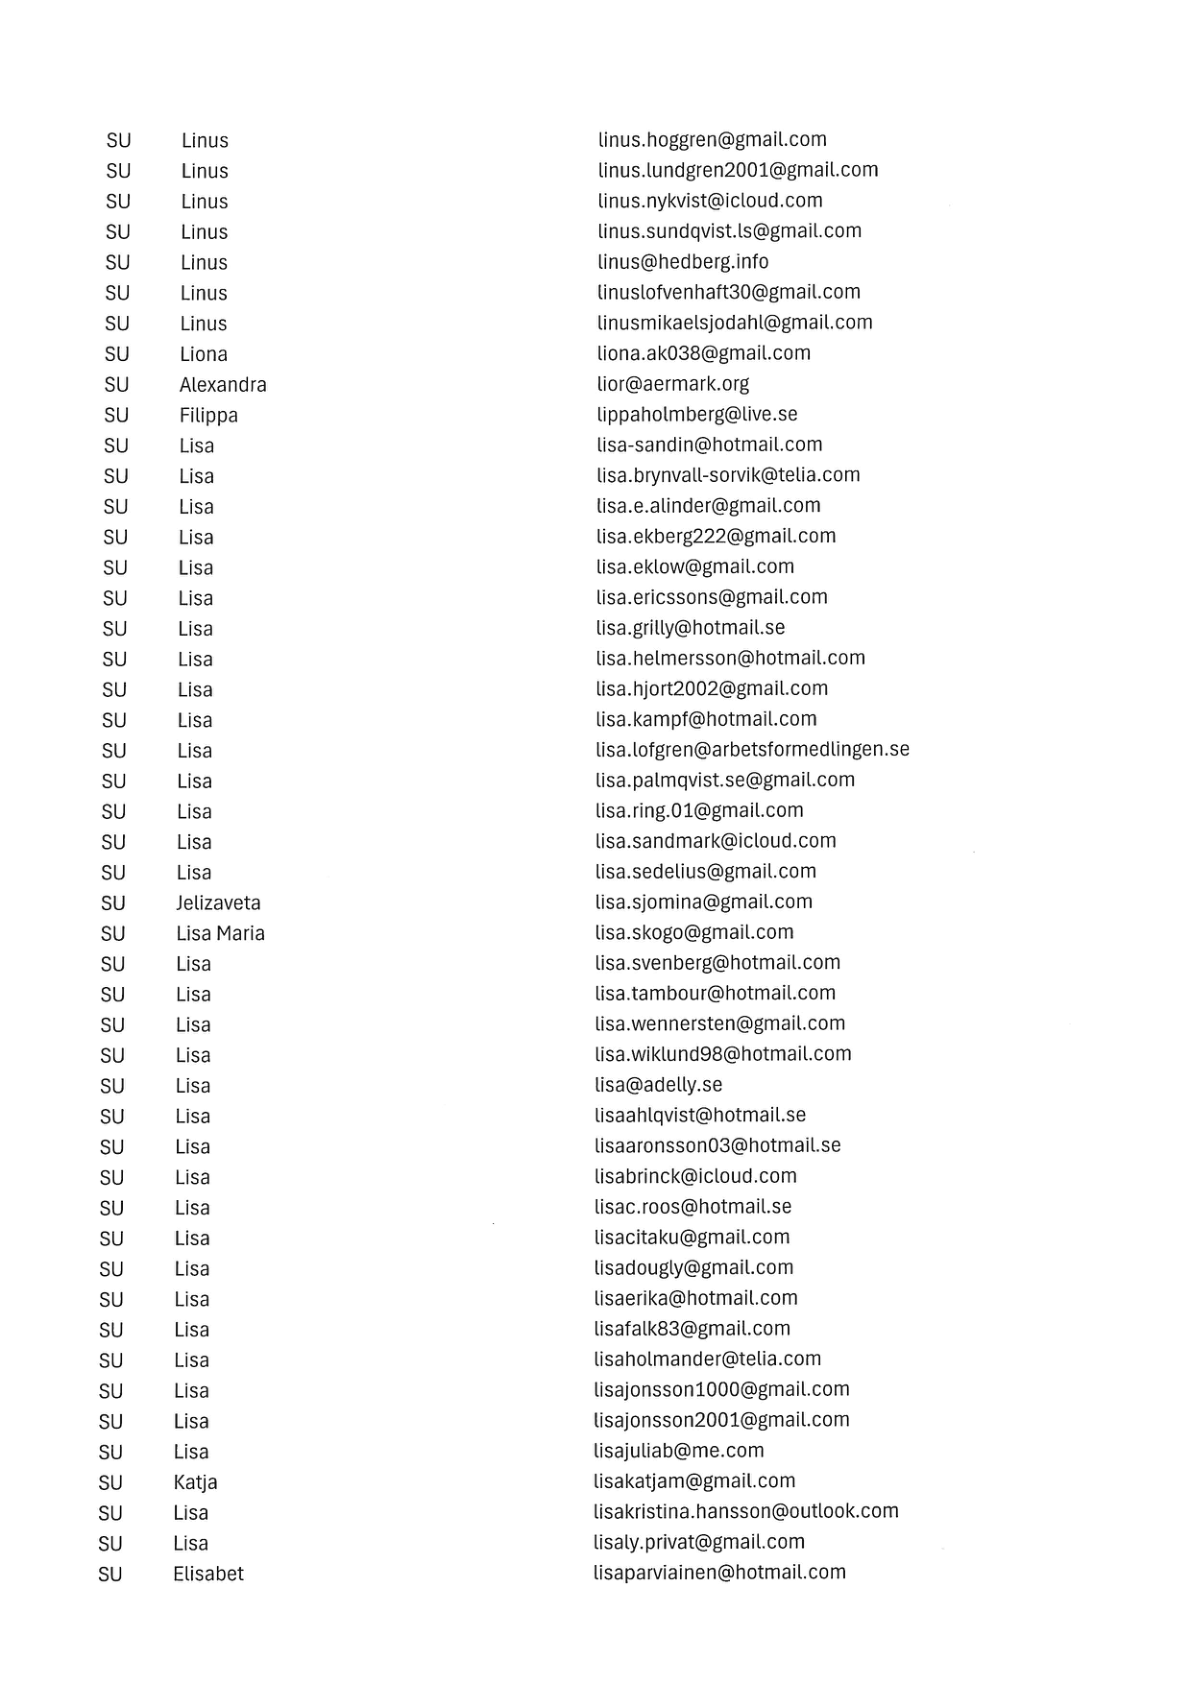 SU Linus linus.hoggren@gmail.com
SU Linus linus.lundgren2001@gmail.com
SU Linus linus.nykvist@icloud.com
SU Linus linus.sundqvist.ls@gmail.com
SU Linus linus@hedberg.info
SU Linus linuslofvenhaft30@gmail.com
SU Linus linusmikaelsjodahl@gmail.com
SU Liona liona.ak038@gmail.com
SU Alexandra lior@aermark.org
SU Filippa lippaholmberg@live.se
SU Lisa lisa-sandin@hotmail.com
SU Lisa lisa.brynvall-sorvik@telia.com
SU Lisa lisa.e.alinder@gmail.com
SU Lisa lisa.ekberg222@gmail.com
SU Lisa lisa.eklow@gmail.com
SU Lisa lisa.ericssons@gmail.com
SU Lisa lisa.grilly@hotmail.se
SU Lisa lisa.helmersson@hotmail.com
SU Lisa lisa.hjort2002@gmail.com
SU Lisa lisa.kampf@hotmail.com
SU Lisa lisa.lofgren@arbetsformedlingen.se
SU Lisa lisa.palmqvist.se@gmail.com
SU Lisa lisa.ring.01@gmail.com
SU Lisa lisa.sandmark@icloud.com
SU Lisa lisa.sedelius@gmail.com
SU Jelizaveta lisa.sjomina@gmail.com
SU Lisa Maria lisa.skogo@gmail.com
SU Lisa lisa.svenberg@hotmail.com
SU Lisa lisa.tambour@hotmail.com
SU Lisa lisa.wennersten@gmail.com
SU Lisa lisa.wiklund98@hotmail.com
SU Lisa lisa@adelly.se
SU Lisa lisaahlqvist@hotmail.se
SU Lisa lisaaronsson03@hotmail.se
SU Lisa lisabrinck@icloud.com
SU Lisa lisac.roos@hotmail.se
SU Lisa lisacitaku@gmail.com
SU Lisa lisadougly@gmail.com
SU Lisa lisaerika@hotmail.com
SU Lisa lisafalk83@gmail.com
SU Lisa lisaholmander@telia.com
SU Lisa lisajonsson1000@gmail.com
SU Lisa lisajonsson2001@gmail.com
SU Lisa lisajuliab@me.com
SU Katja lisakatjam@gmail.com
SU Lisa lisakristina.hansson@outlook.com
SU Lisa lisaly.privat@gmail.com
SU Elisabet lisaparviainen@hotmail.com